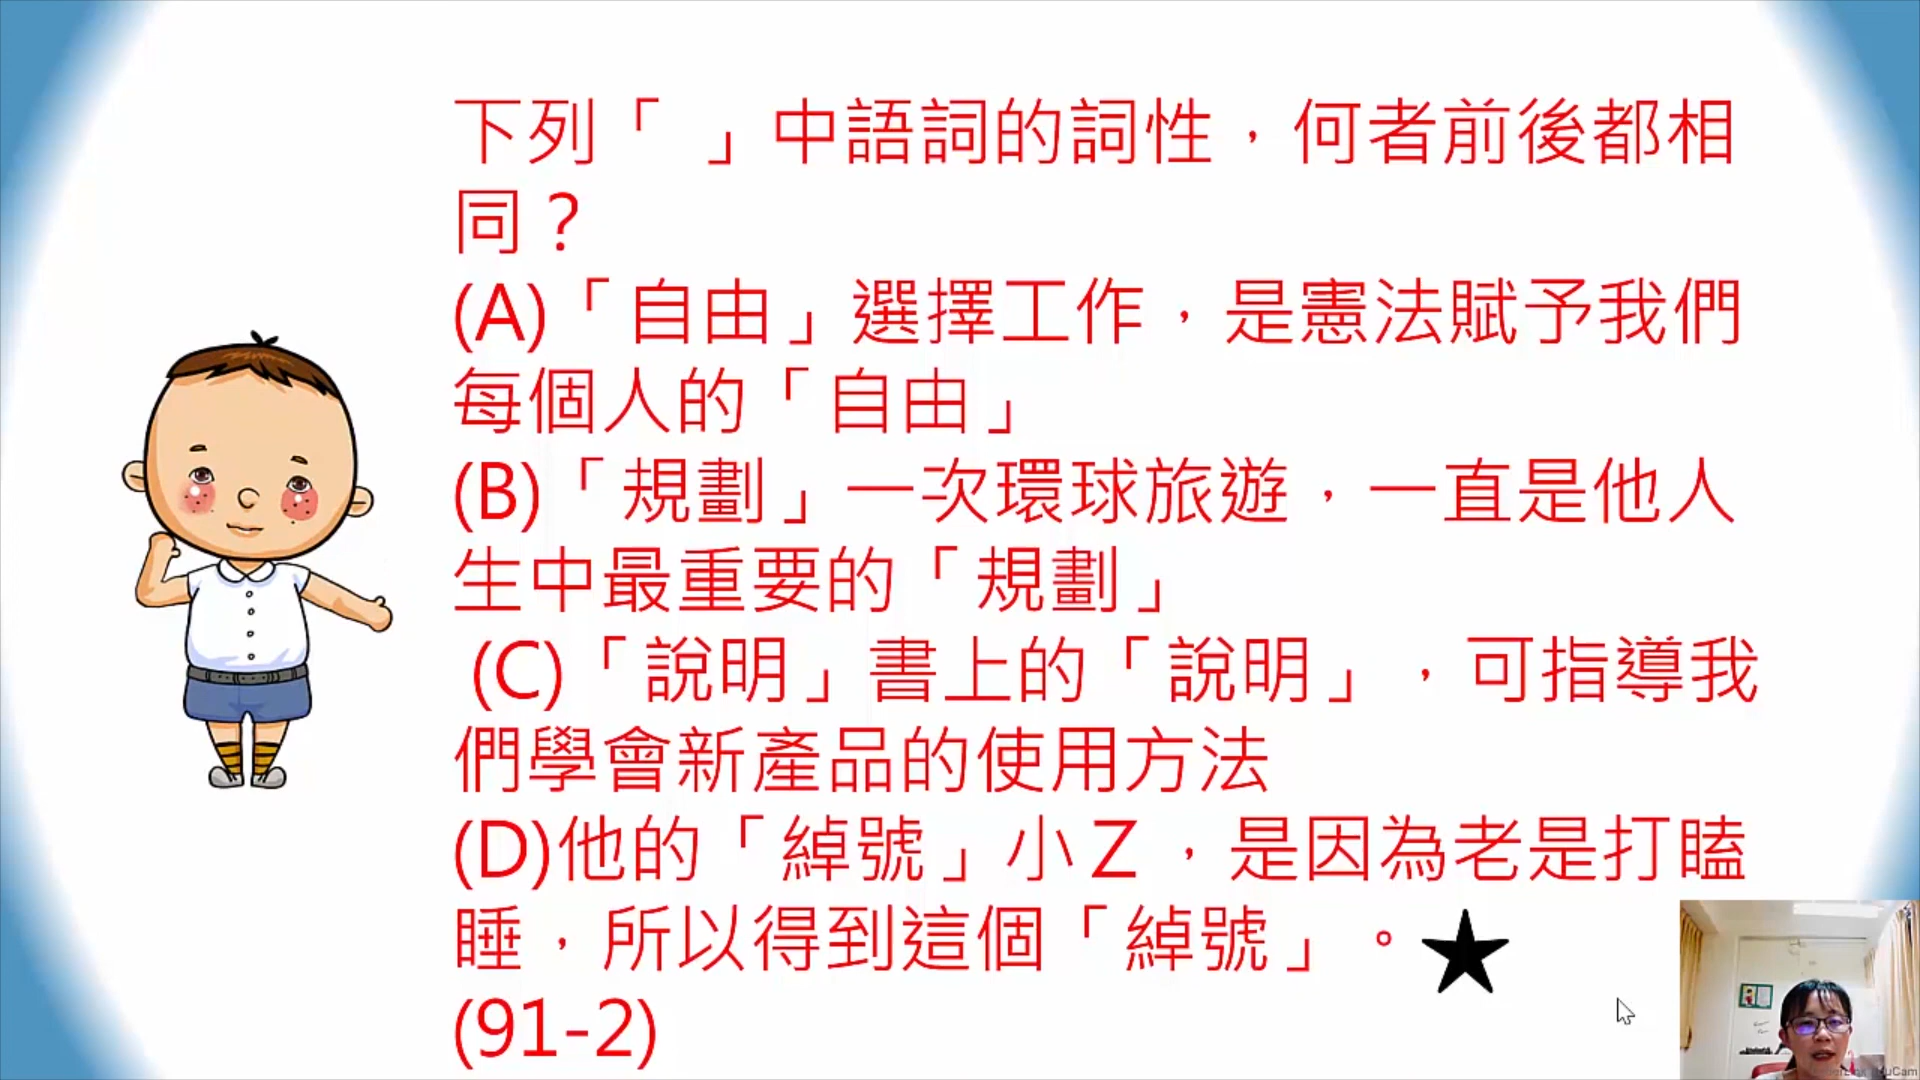 下列「 」中語詞的詞性，何者前後都相
同？
(A)「自由」選擇工作，是憲法賦予我們
每個人的「自由」
(B)「規劃」一次環球旅遊，一直是他人
生中最重要的「規劃」
(C)「說明」書上的「說明」，可指導我
們學會新產品的使用方法
(D)他的「綽號」小Z，是因為老是打瞌
睡，所以得到這個「綽號」。
(91-2)